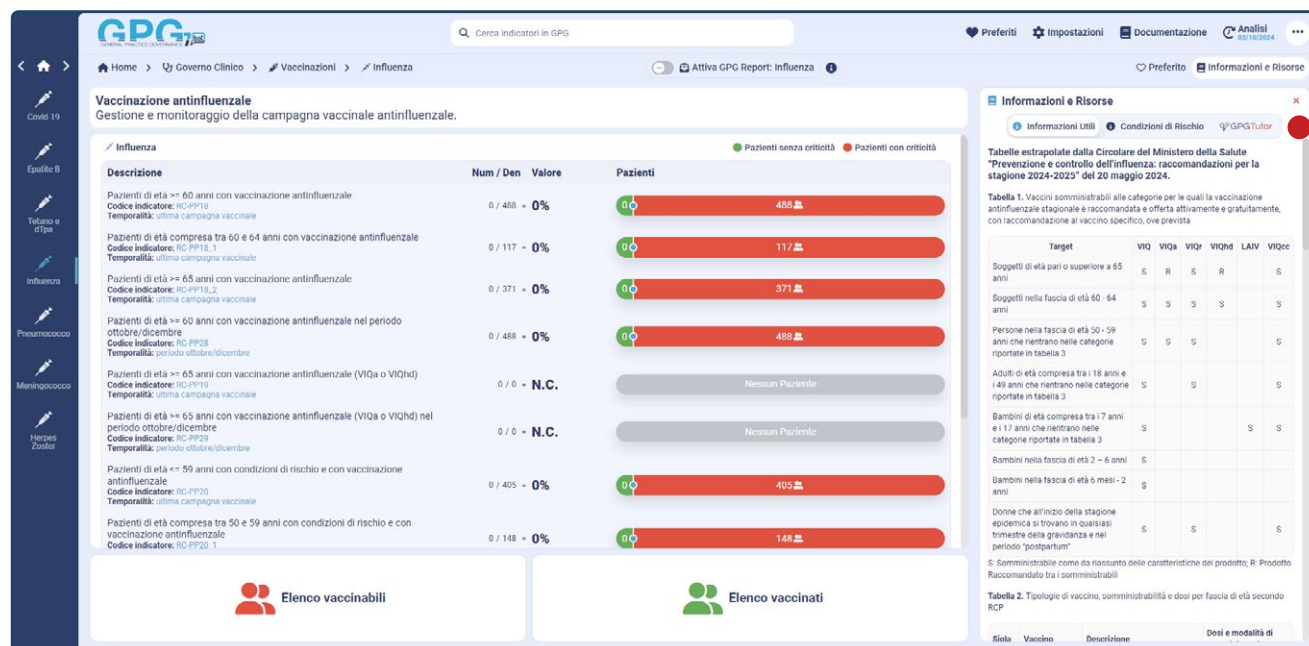 GPG
GENERAL PRACTICE GOVERNANCE
Cerca indicatori in GPG
Preferiti
Impostazioni
Documentazione
Analisi
03/10/2024
Home > Governo Clinico > Vaccinazioni > Influenza
Attiva GPG Report: Influenza
Preferito
Informazioni e Risorse
Covid-19
Epatite B
Tetano e
dTpa
Influenza
Pneumococco
Meningococco
Herpes
Zoster
Vaccinazione antinfluenzale
Gestione e monitoraggio della campagna vaccinale antinfluenzale.
Influenza
Pazienti senza criticità
Pazienti con criticità
Descrizione Num / Den Valore Pazienti
Pazienti di età >= 60 anni con vaccinazione antinfluenzale
Codice indicatore: RC-PP18
Temporalità: ultima campagna vaccinale
0 / 488 = 0% 0 488
Pazienti di età compresa tra 60 e 64 anni con vaccinazione antinfluenzale
Codice indicatore: RC-PP18_1
Temporalità: ultima campagna vaccinale
0 / 117 = 0% 0 117
Pazienti di età >= 65 anni con vaccinazione antinfluenzale
Codice indicatore: RC-PP18_2
Temporalità: ultima campagna vaccinale
0 / 371 = 0% 0 371
Pazienti di età >= 60 anni con vaccinazione antinfluenzale nel periodo
ottobre/dicembre
Codice indicatore: RC-PP28
Temporalità: periodo ottobre/dicembre
0 / 488 = 0% 0 488
Pazienti di età >= 65 anni con vaccinazione antinfluenzale (VIQa o VIQhd)
Codice indicatore: RC-PP19
Temporalità: ultima campagna vaccinale
0 / 0 = N.C. Nessun Paziente
Pazienti di età >= 65 anni con vaccinazione antinfluenzale (VIQa o VIQhd) nel
periodo ottobre/dicembre
Codice indicatore: RC-PP29
Temporalità: periodo ottobre/dicembre
0 / 0 = N.C. Nessun Paziente
Pazienti di età <= 59 anni con condizioni di rischio e con vaccinazione
antinfluenzale
Codice indicatore: RC-PP20
Temporalità: ultima campagna vaccinale
0 / 405 = 0% 0 405
Pazienti di età compresa tra 50 e 59 anni con condizioni di rischio e con
vaccinazione antinfluenzale
Codice indicatore: RC-PP20_1
0 / 148 = 0% 0 148
Elenco vaccinabili
Elenco vaccinati
Informazioni e Risorse
Informazioni Utili
Condizioni di Rischio
GPGTutor
Tabelle estrapolate dalla Circolare del Ministero della Salute
"Prevenzione e controllo dell'influenza: raccomandazioni per la
stagione 2024-2025" del 20 maggio 2024.
Tabella 1. Vaccini somministrabili alle categorie per le quali la vaccinazione
antinfluenzale stagionale è raccomandata e offerta attivamente e gratuitamente,
con raccomandazione al vaccino specifico, ove prevista
Target VIQ VIQa VIQr VIQhd LAIV VIQcc
Soggetti di età pari o superiore a 65
anni
S R S R S
Soggetti nella fascia di età 60 - 64
anni
S S S S S
Persone nella fascia di età 50 - 59
anni che rientrano nelle categorie
riportate in tabella 3
S S S S
Adulti di età compresa tra i 18 anni e
i 49 anni che rientrano nelle categorie
riportate in tabella 3
S S S
Bambini di età compresa tra i 7 anni
e i 17 anni che rientrano nelle
categorie riportate in tabella 3
S S S
Bambini nella fascia di età 2 – 6 anni S
Bambini nella fascia di età 6 mesi - 2
anni
S
Donne che all'inizio della stagione
epidemica si trovano in qualsiasi
trimestre della gravidanza e nel
periodo "postpartum"
S S S
S: Somministrabile come da riassunto delle caratteristiche del prodotto; R: Prodotto
Raccomandato tra i somministrabili
Tabella 2. Tipologie di vaccino, somministrabilità e dosi per fascia di età secondo
RCP
Sigla Vaccino Descrizione Dosi e modalità di